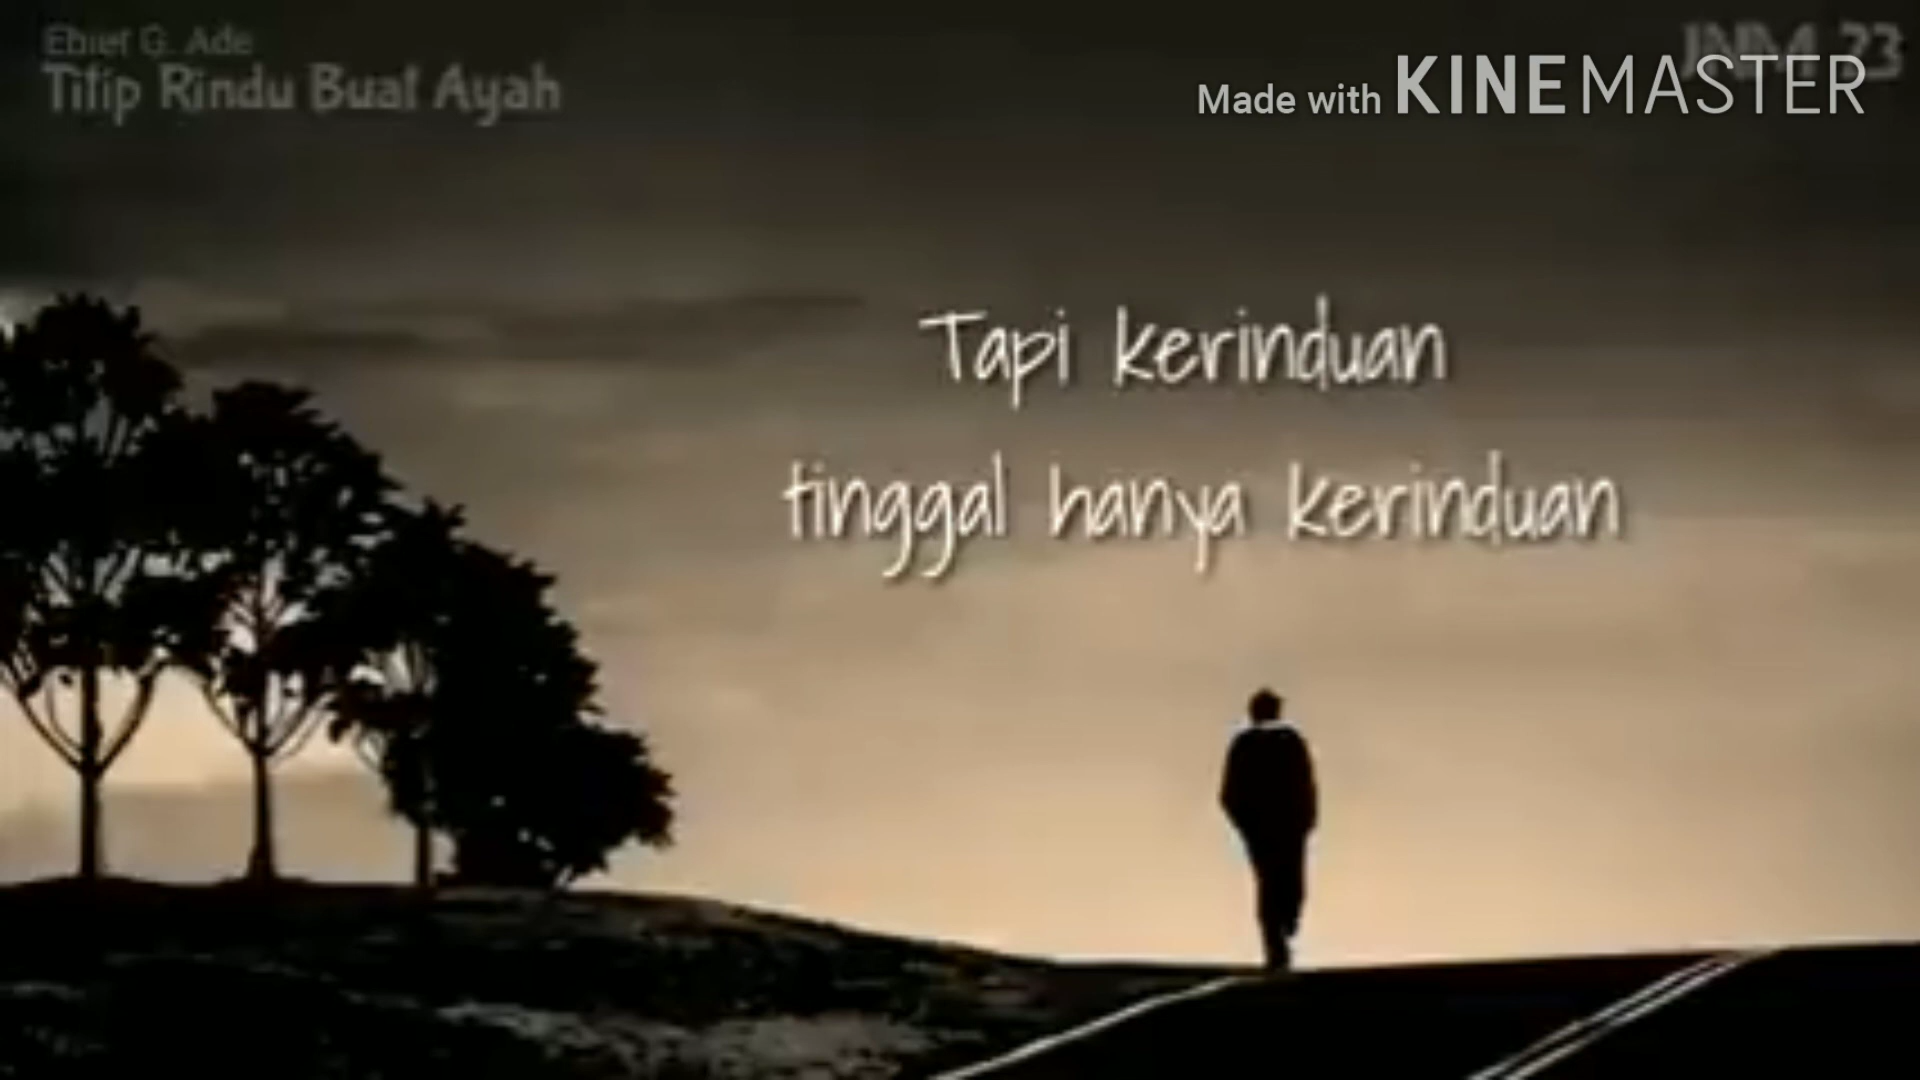 Ebiet G. Ade
Titip Rindu Buat Ayah
Made with KINEMASTER
Tapi kerinduan
tinggal hanya kerinduan